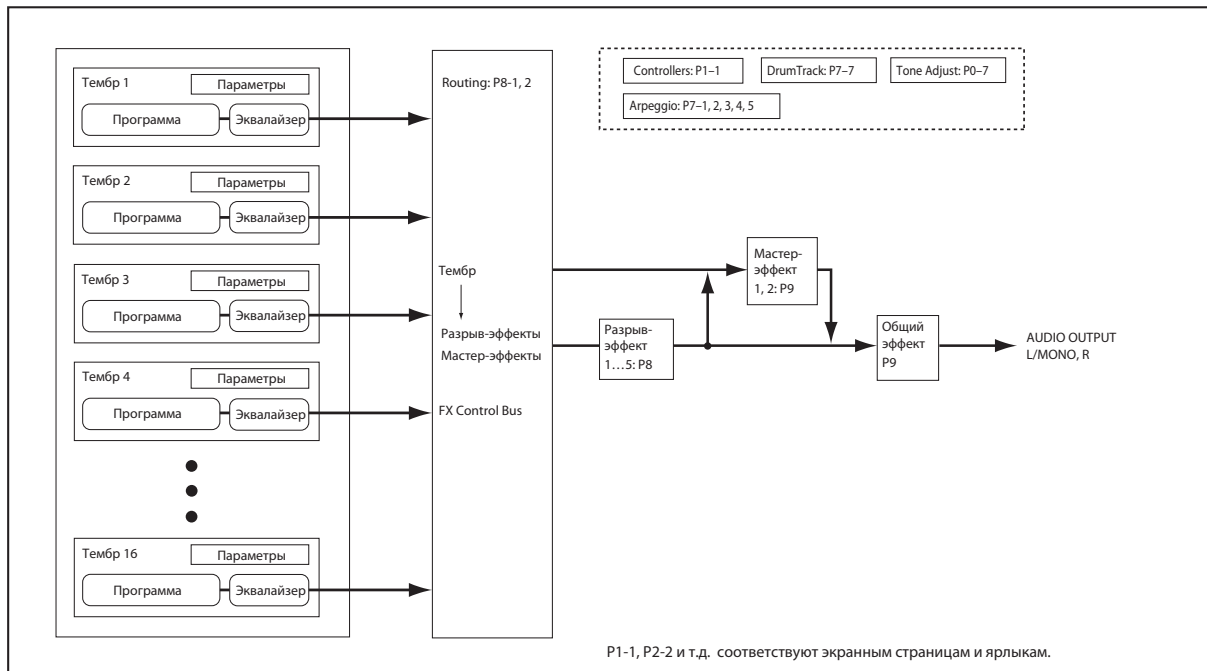 Тембр 1
Параметры
Программа
Эквалайзер
Тембр 2
Параметры
Программа
Эквалайзер
Тембр 3
Параметры
Программа
Эквалайзер
Тембр 4
Параметры
Программа
Эквалайзер
Тембр 16
Параметры
Программа
Эквалайзер
Routing: P8-1, 2
Тембр
Разрыв-эффекты
Мастер-эффекты
FX Control Bus
Controllers: P1–1
DrumTrack: P7–7
Tone Adjust: P0–7
Arpeggio: P7–1, 2, 3, 4, 5
Разрыв-
эффект
1…5: P8
Мастер-
эффект
1, 2: P9
Общий
эффект
P9
AUDIO OUTPUT
L/MONO, R
P1-1, P2-2 и т.д. соответствуют экранным страницам и ярлыкам.